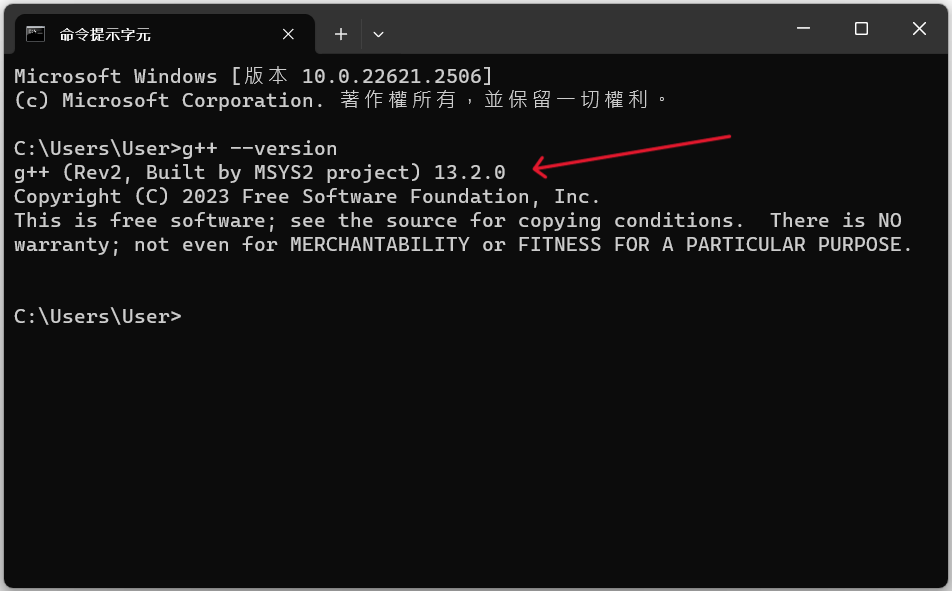 命令提示字元
Microsoft Windows [版本 10.0.22621.2506]
(c) Microsoft Corporation. 著作權所有，並保留一切權利。
C:\Users\User>g++ --version
g++ (Rev2, Built by MSYS2 project) 13.2.0
Copyright (C) 2023 Free Software Foundation, Inc.
This is free software; see the source for copying conditions.  There is NO
warranty; not even for MERCHANTABILITY or FITNESS FOR A PARTICULAR PURPOSE.
C:\Users\User>